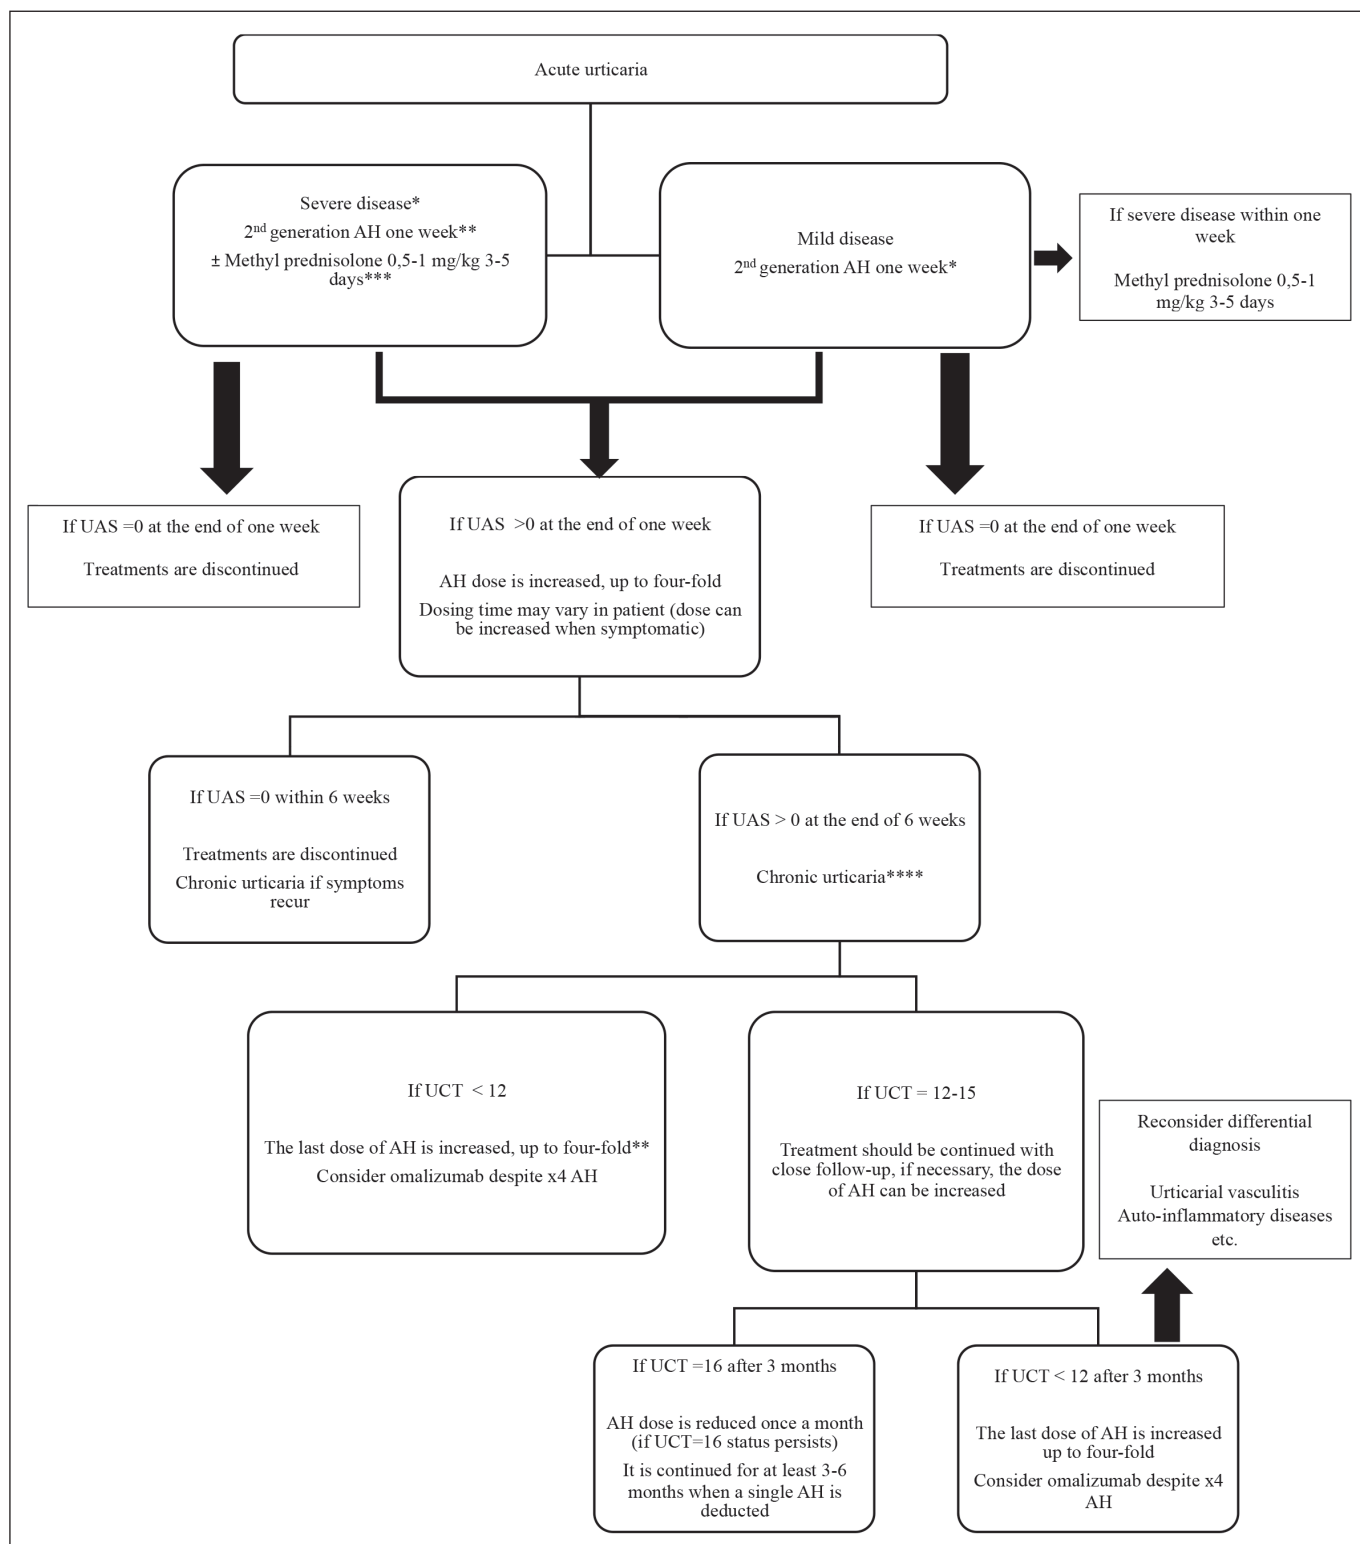 Acute urticaria
Severe disease*
2nd generation AH one week**
± Methyl prednisolone 0,5-1 mg/kg 3-5
days***
Mild disease
2nd generation AH one week*
If severe disease within one
week
Methyl prednisolone 0,5-1
mg/kg 3-5 days
If UAS =0 at the end of one week
Treatments are discontinued
If UAS >0 at the end of one week
AH dose is increased, up to four-fold
Dosing time may vary in patient (dose can
be increased when symptomatic)
If UAS =0 at the end of one week
Treatments are discontinued
If UAS =0 within 6 weeks
Treatments are discontinued
Chronic urticaria if symptoms
recur
If UAS > 0 at the end of 6 weeks
Chronic urticaria****
If UCT < 12
The last dose of AH is increased, up to four-fold**
Consider omalizumab despite x4 AH
If UCT = 12-15
Treatment should be continued with
close follow-up, if necessary, the dose
of AH can be increased
Reconsider differential
diagnosis
Urticarial vasculitis
Auto-inflammatory diseases
etc.
If UCT =16 after 3 months
AH dose is reduced once a month
(if UCT=16 status persists)
It is continued for at least 3-6
months when a single AH is
deducted
If UCT < 12 after 3 months
The last dose of AH is increased
up to four-fold
Consider omalizumab despite x4
AH